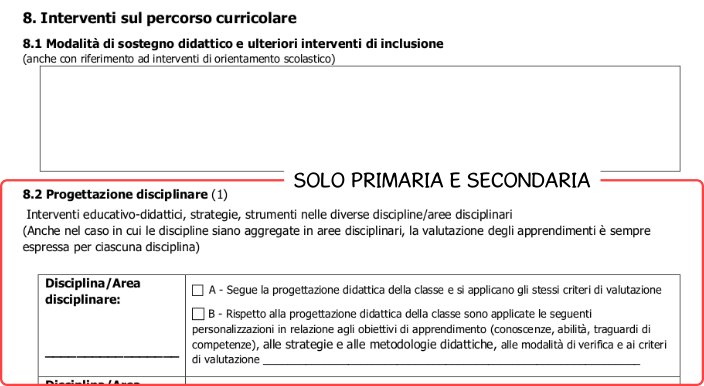 8. Interventi sul percorso curricolare
8.1 Modalità di sostegno didattico e ulteriori interventi di inclusione
(anche con riferimento ad interventi di orientamento scolastico)
SOLO PRIMARIA E SECONDARIA
8.2 Progettazione disciplinare (1)
Interventi educativo-didattici, strategie, strumenti nelle diverse discipline/aree disciplinari
(Anche nel caso in cui le discipline siano aggregate in aree disciplinari, la valutazione degli apprendimenti è sempre
espressa per ciascuna disciplina)
Disciplina/Area
disciplinare:
_________________
A - Segue la progettazione didattica della classe e si applicano gli stessi criteri di valutazione
B - Rispetto alla progettazione didattica della classe sono applicate le seguenti
personalizzazioni in relazione agli obiettivi di apprendimento (conoscenze, abilità, traguardi di
competenze), alle strategie e alle metodologie didattiche, alle modalità di verifica e ai criteri
di valutazione _______________________________________________
Disciplina/Area